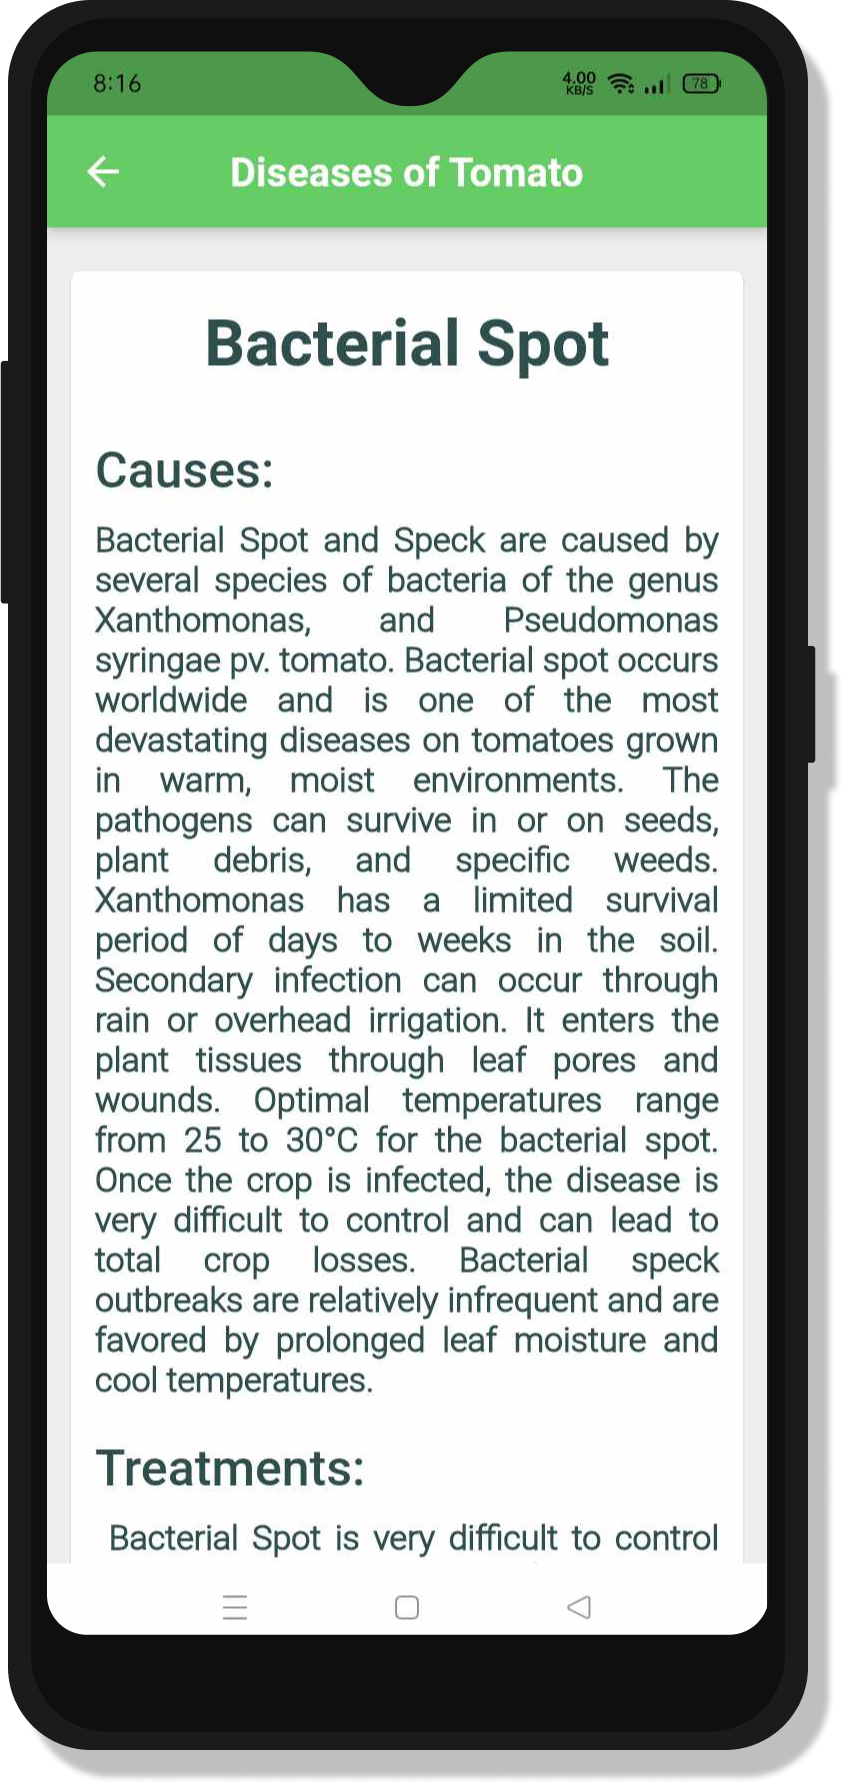 8:16
4.00
KB/S
78
Diseases of Tomato
Bacterial Spot
Causes:
Bacterial Spot and Speck are caused by
several species of bacteria of the genus
Xanthomonas, and Pseudomonas
syringae pv. tomato. Bacterial spot occurs
worldwide and is one of the most
devastating diseases on tomatoes grown
in warm, moist environments. The
pathogens can survive in or on seeds,
plant debris, and specific weeds.
Xanthomonas has a limited survival
period of days to weeks in the soil.
Secondary infection can occur through
rain or overhead irrigation. It enters the
plant tissues through leaf pores and
wounds. Optimal temperatures range
from 25 to 30°C for the bacterial spot.
Once the crop is infected, the disease is
very difficult to control and can lead to
total crop losses. Bacterial speck
outbreaks are relatively infrequent and are
favored by prolonged leaf moisture and
cool temperatures.
Treatments:
Bacterial Spot is very difficult to control